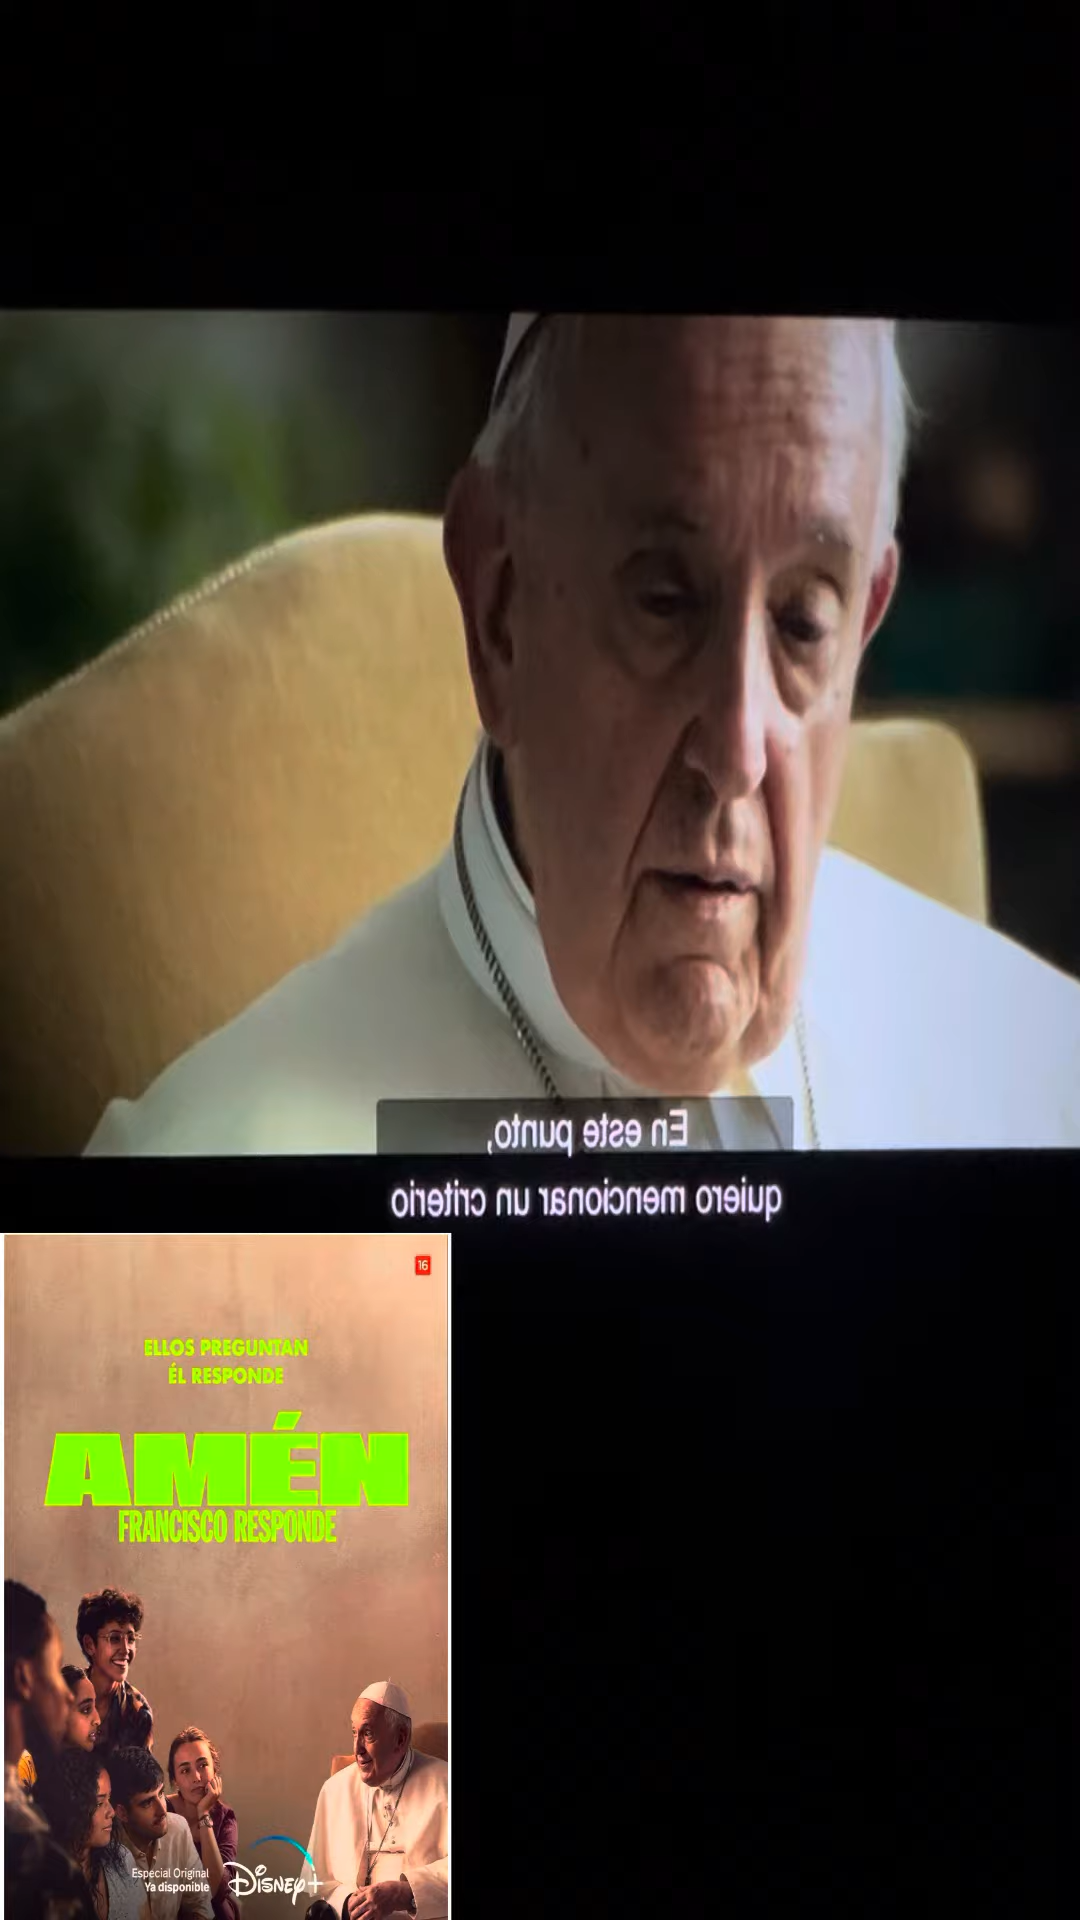 En este punto,
quiero mencionar un criterio
16
ELLOS PREGUNTAN
ÉL RESPONDE
AMÉN
FRANCISCO RESPONDE
Especial Original
Ya disponible
Disney+